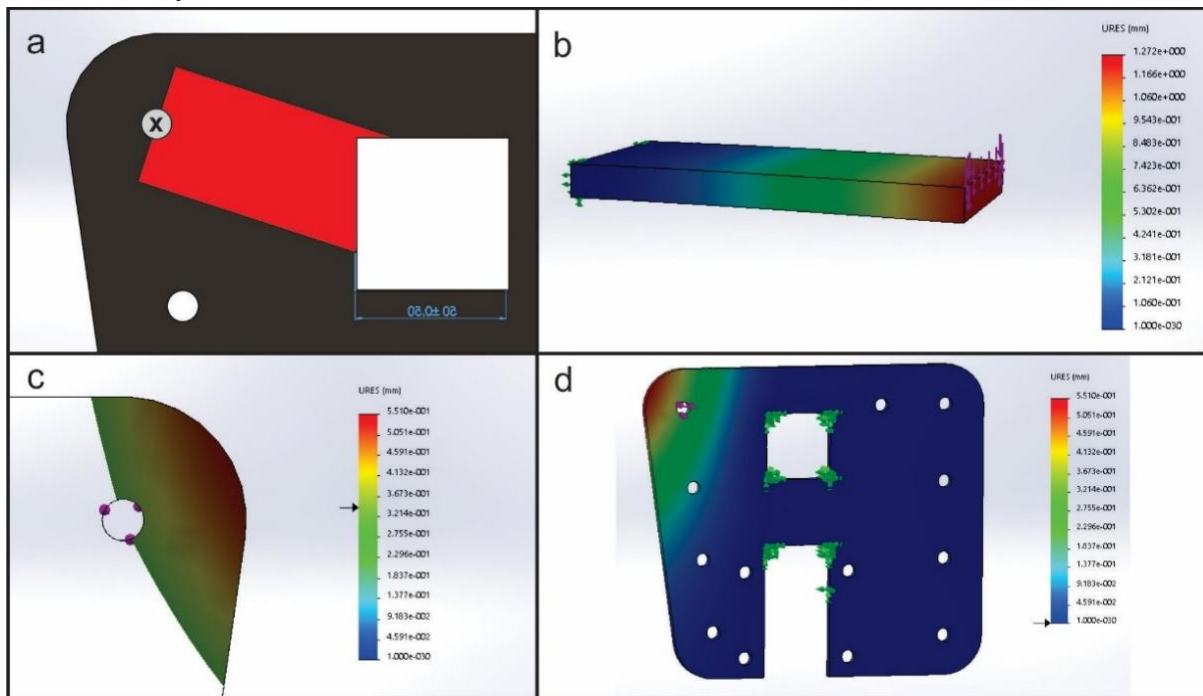 a
X
50 ±0,50
b
URES (mm)
1.272e+000
1.166e+000
1.060e+000
9.543e-001
8.483e-001
7.423e-001
6.362e-001
5.302e-001
4.241e-001
3.181e-001
2.121e-001
1.060e-001
1.000e-030
c
URES (mm)
5.510e-001
5.051e-001
4.591e-001
4.132e-001
3.673e-001
3.214e-001
2.755e-001
2.296e-001
1.837e-001
1.377e-001
9.183e-002
4.591e-002
1.000e-030
d
URES (mm)
5.510e-001
5.051e-001
4.591e-001
4.132e-001
3.673e-001
3.214e-001
2.755e-001
2.296e-001
1.837e-001
1.377e-001
9.183e-002
4.591e-002
1.000e-030